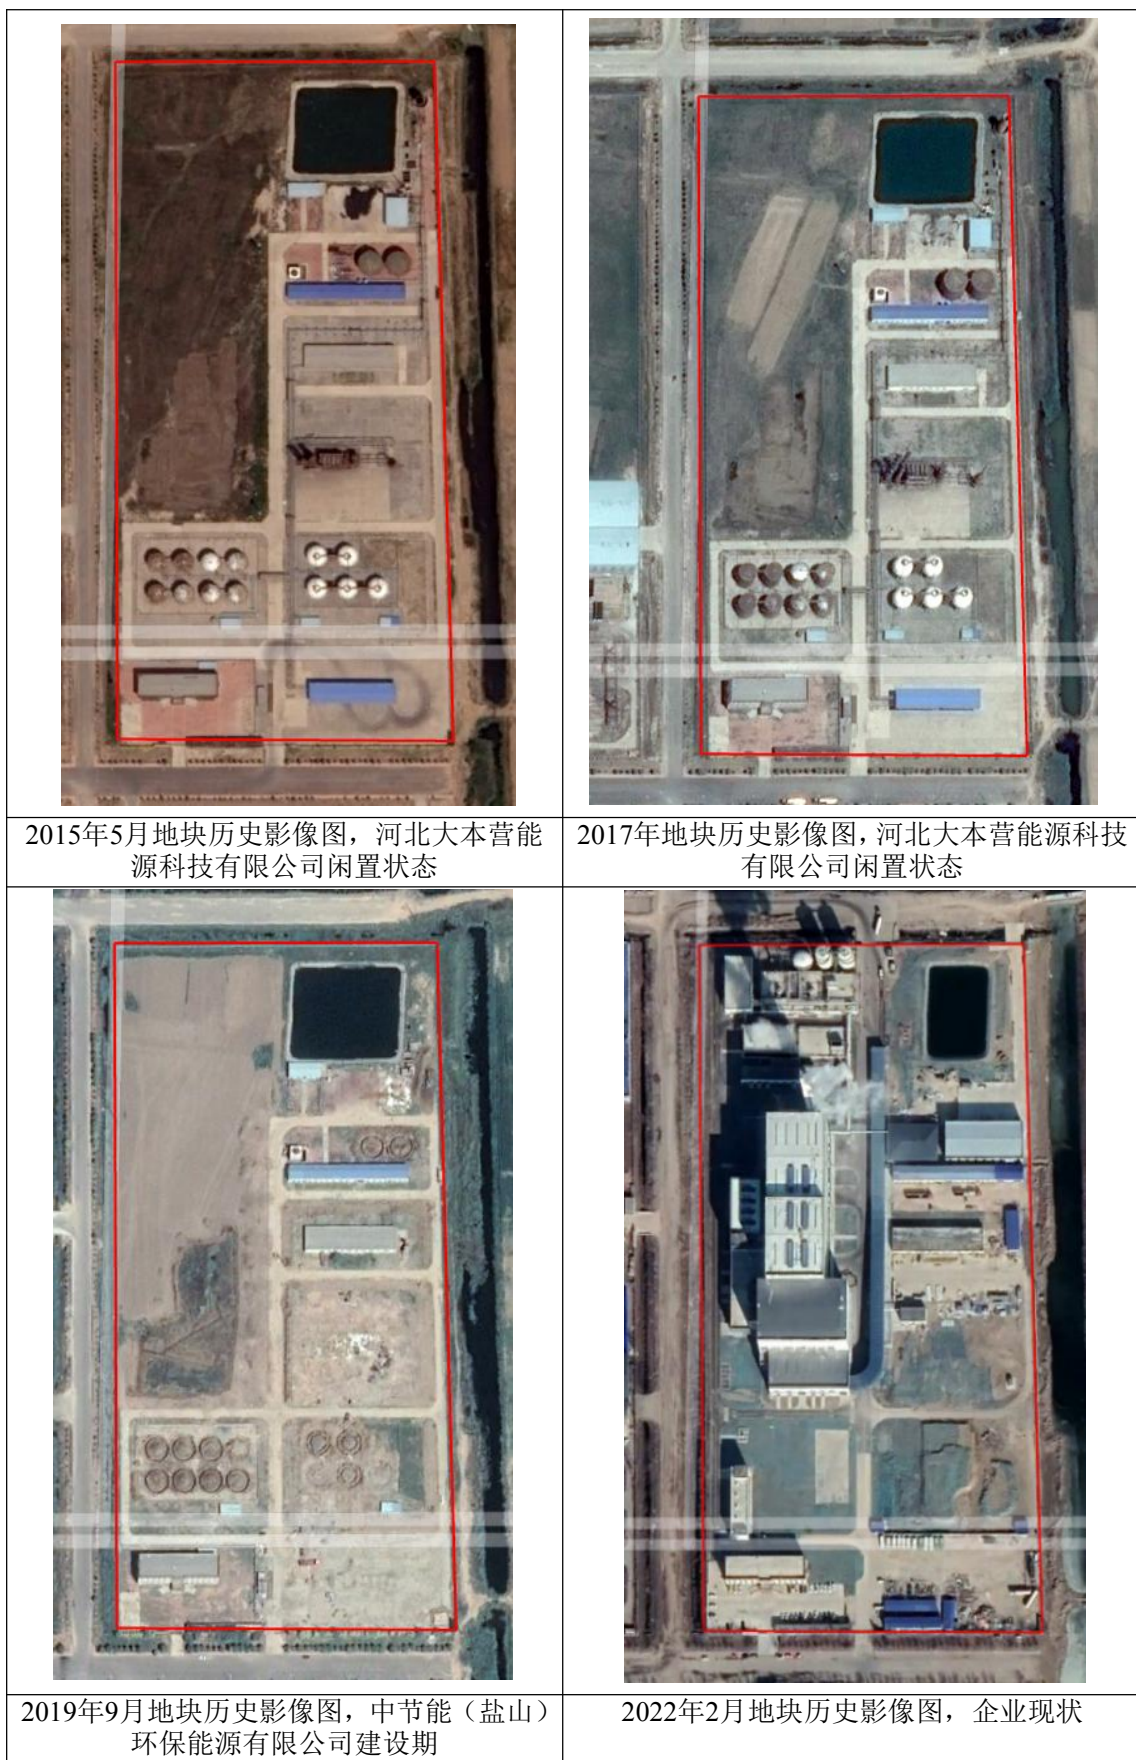 2015年5月地块历史影像图，河北大本营能
源科技有限公司闲置状态
2017年地块历史影像图，河北大本营能源科技
有限公司闲置状态
2019年9月地块历史影像图，中节能（盐山）
环保能源有限公司建设期
2022年2月地块历史影像图，企业现状